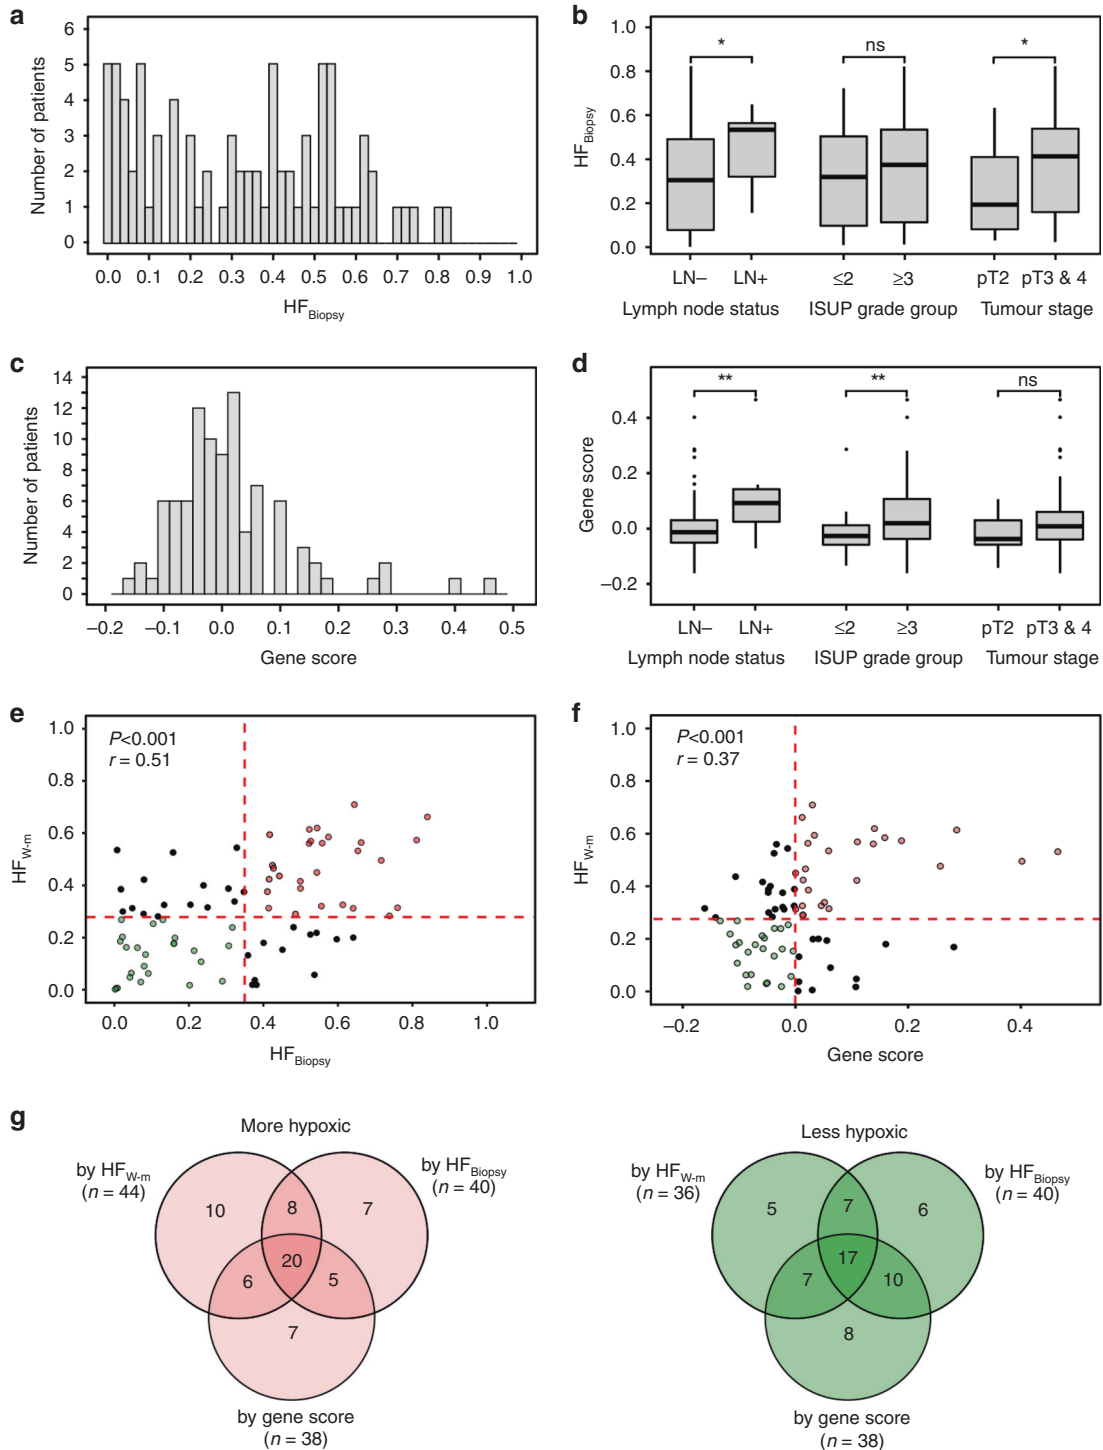 a
6
5
4
3
2
1
0
Number of patients
0.0 0.1 0.2 0.3 0.4 0.5 0.6 0.7 0.8 0.9 1.0
HFBiopsy
b
1.0
0.8
0.6
0.4
0.2
0.0
HFBiopsy
* ns *
LN– LN+ ≤2 ≥3 pT2 pT3 & 4
Lymph node status ISUP grade group Tumour stage
c
14
12
10
8
6
4
2
0
Number of patients
–0.2 –0.1 0.0 0.1 0.2 0.3 0.4 0.5
Gene score
d
0.4
0.2
0.0
–0.2
Gene score
** ** ns
LN– LN+ ≤2 ≥3 pT2 pT3 & 4
Lymph node status ISUP grade group Tumour stage
e
1.0
0.8
0.6
0.4
0.2
0.0
HFW-m
P<0.001
r = 0.51
0.0 0.2 0.4 0.6 0.8 1.0
HFBiopsy
f
1.0
0.8
0.6
0.4
0.2
0.0
HFW-m
P<0.001
r = 0.37
–0.2 0.0 0.2 0.4
Gene score
g
More hypoxic
by HFW-m
(n = 44)
by HFBiopsy
(n = 40)
10 8 7
20
6 5
7
by gene score
(n = 38)
Less hypoxic
by HFW-m
(n = 36)
by HFBiopsy
(n = 40)
5 7 6
17
7 10
8
by gene score
(n = 38)